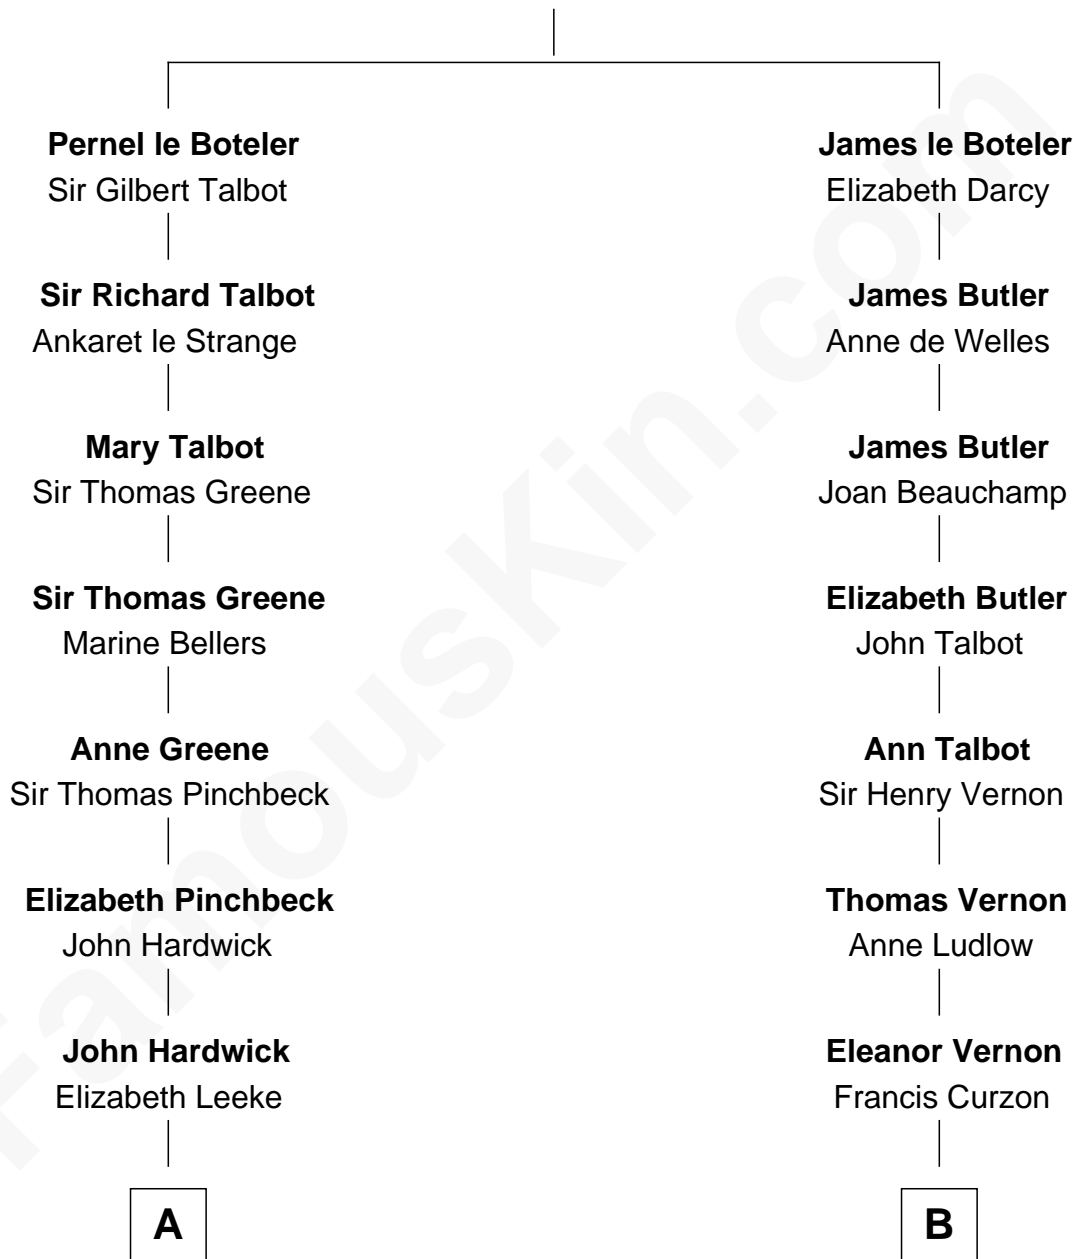 Pernel le Boteler
Sir Gilbert Talbot
Sir Richard Talbot
Ankaret le Strange
Mary Talbot
Sir Thomas Greene
Sir Thomas Greene
Marine Bellers
Anne Greene
Sir Thomas Pinchbeck
Elizabeth Pinchbeck
John Hardwick
John Hardwick
Elizabeth Leeke
A
James le Boteler
Elizabeth Darcy
James Butler
Anne de Welles
James Butler
Joan Beauchamp
Elizabeth Butler
John Talbot
Ann Talbot
Sir Henry Vernon
Thomas Vernon
Anne Ludlow
Eleanor Vernon
Francis Curzon
B
FamousKin.com